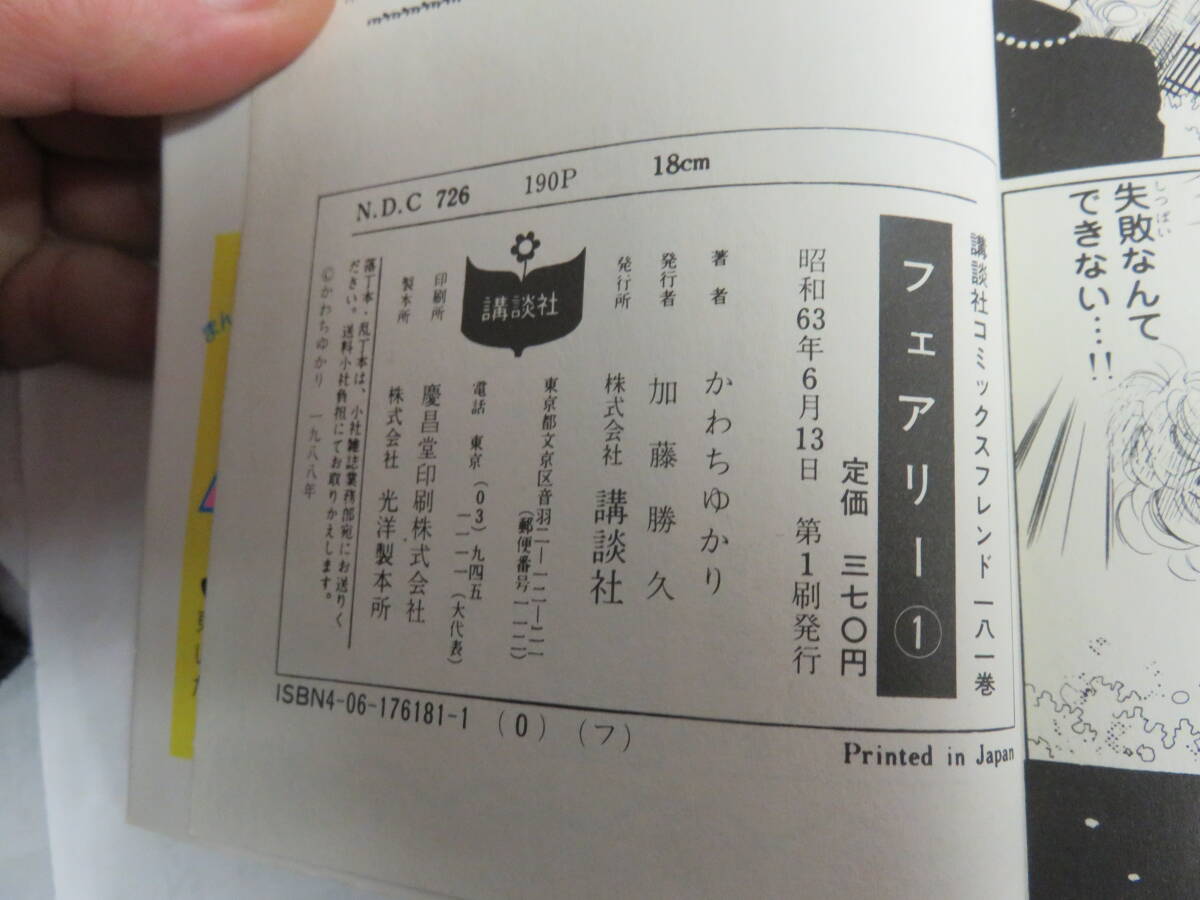 N.D.C 726 190P 18cm
講談社コミックスフレンド 一八一巻
フェアリー①
定価 三七〇円
昭和63年6月13日 第1刷発行
著者 かわちゆかり
発行者 加藤勝久
発行所 株式会社 講談社
東京都文京区音羽二―一二―二一
(郵便番号一一二)
電話 東京(03)九四五
一一一一(大代表)
講談社
印刷所 慶昌堂印刷株式会社
製本所 株式会社 光洋製本所
落丁本・乱丁本は、小社雑誌業務部宛にお送りく
ださい。送料小社負担にてお取りかえします。
©かわちゆかり 一九八八年
ISBN4-06-176181-1 (0) (フ)
Printed in Japan
失敗なんて
しっぱい
できない…!!